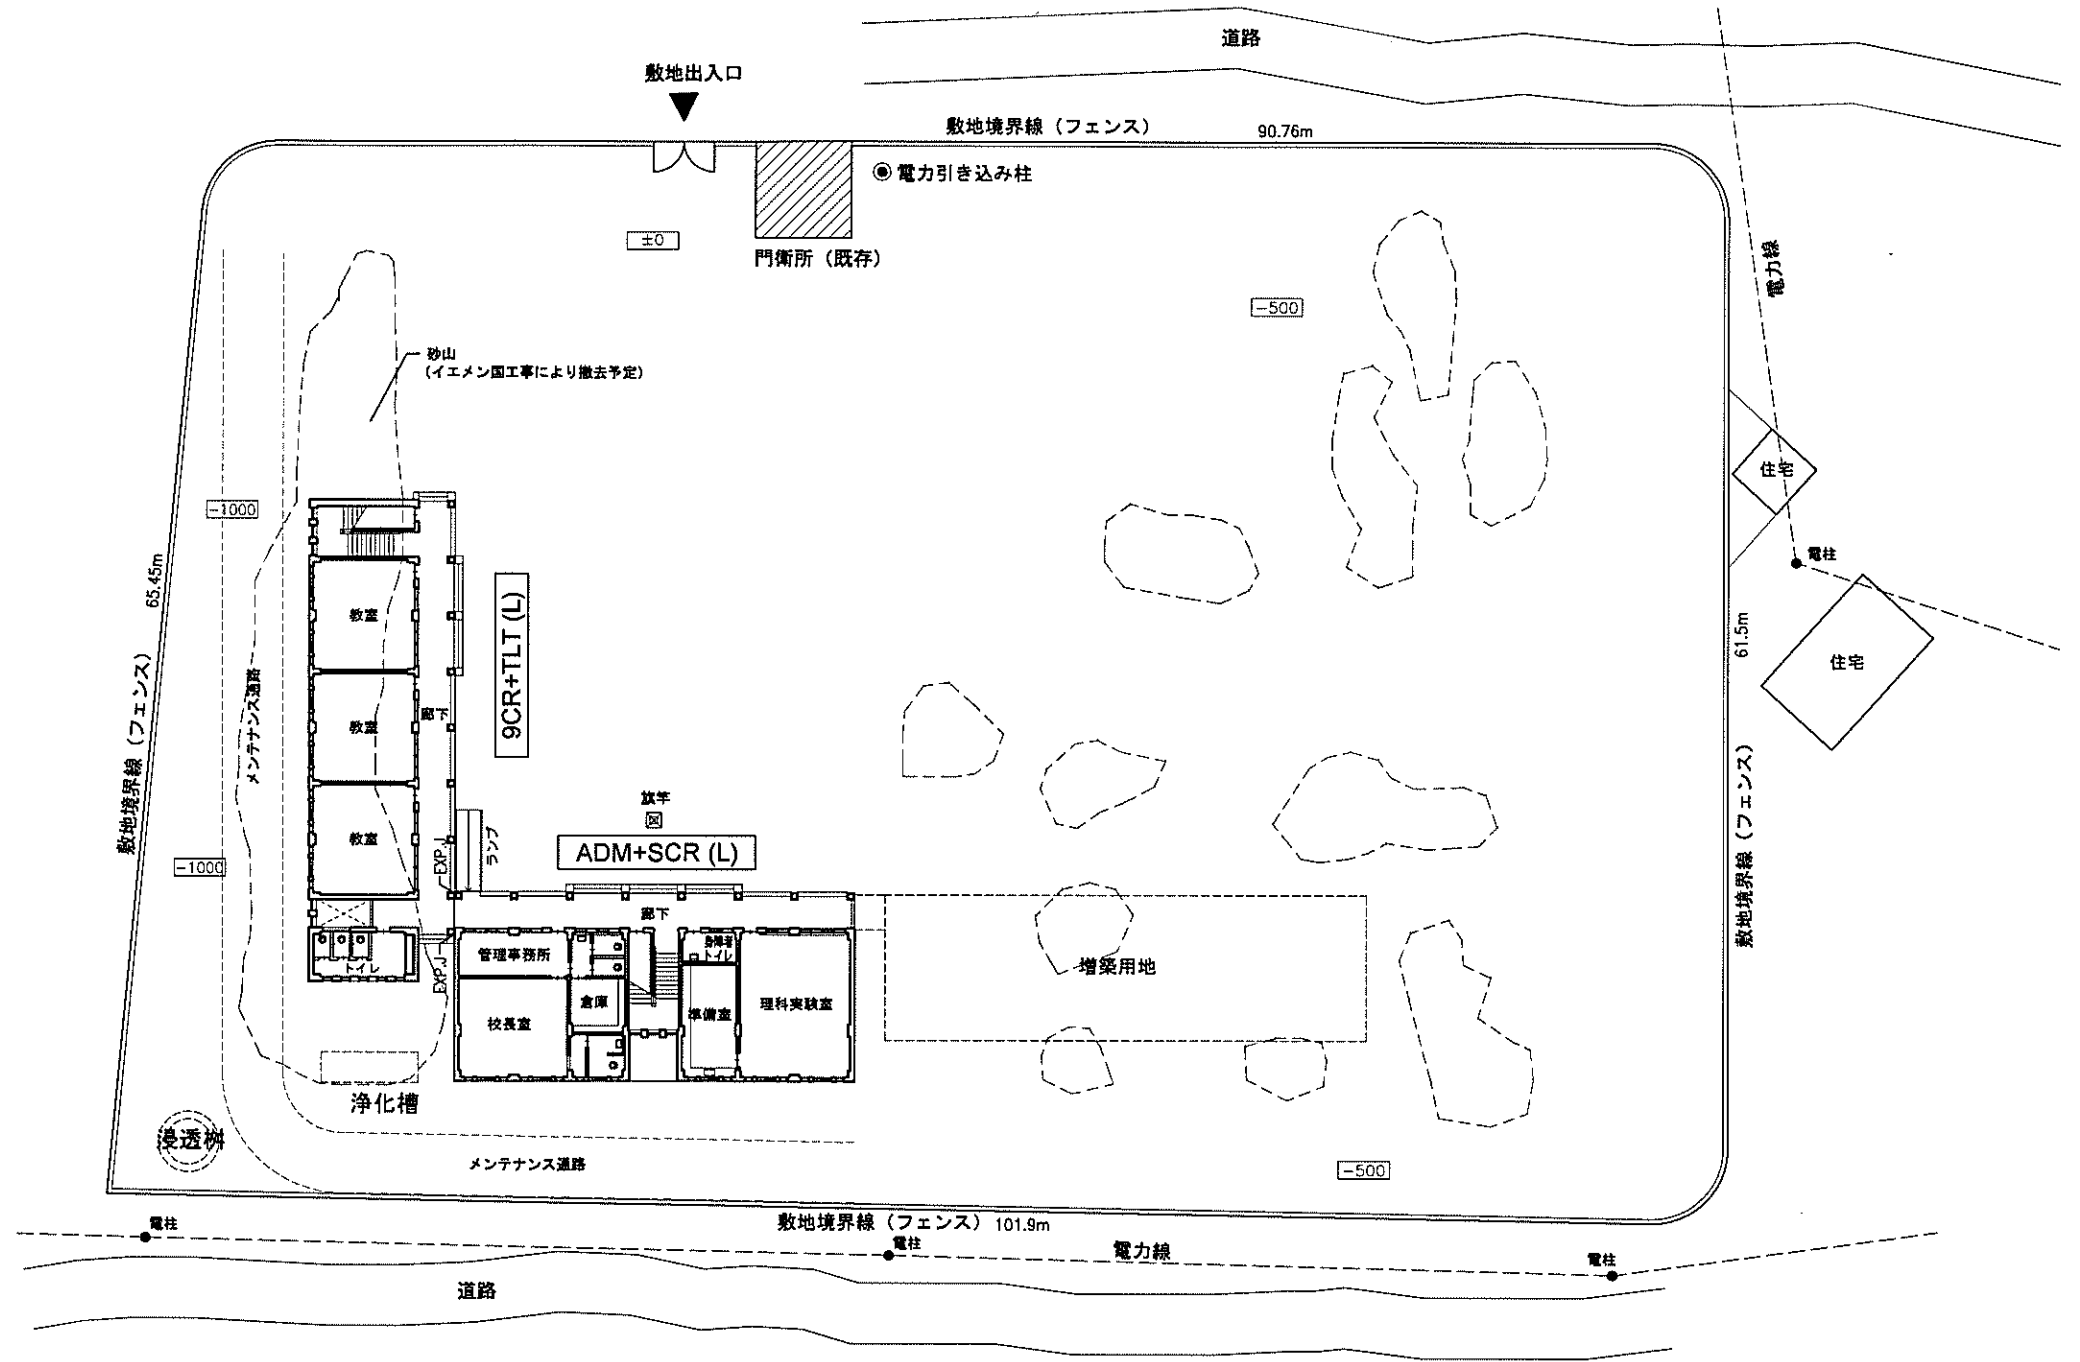 道路
敷地出入口
敷地境界線（フェンス）
90.76m
電力引き込み柱
±0
門衛所（既存）
電力線
-500
砂山
(イエメン国工事により撤去予定)
住宅
-1000
電柱
65.45m
教室
9CR+TLT (L)
61.5m
住宅
敷地境界線（フェンス）
メンテナンス通路
教室
廊下
敷地境界線（フェンス）
旗竿
教室
ランプ
ADM+SCR (L)
EXP.J
-1000
廊下
管理事務所
身障者
トイレ
トイレ
EXP.J
増築用地
倉庫
理科実験室
準備室
校長室
浄化槽
浸透桝
メンテナンス通路
-500
電柱
敷地境界線（フェンス）101.9m
電柱
電力線
電柱
道路